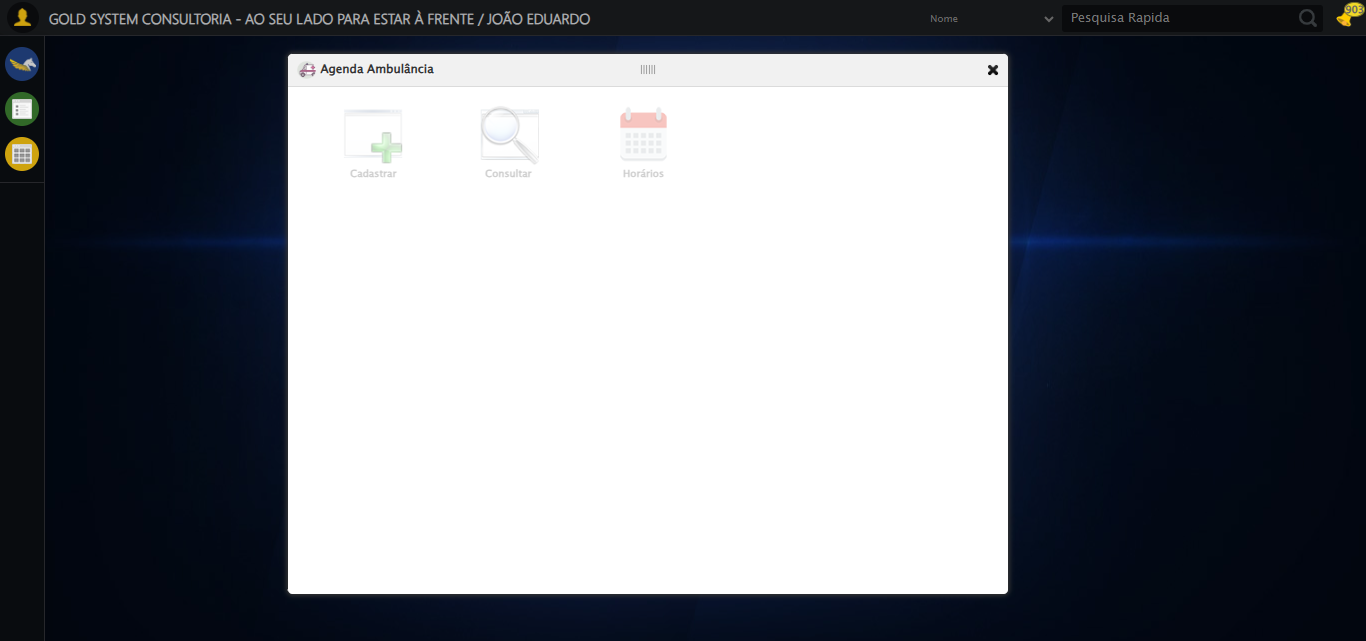 GOLD SYSTEM CONSULTORIA - AO SEU LADO PARA ESTAR À FRENTE / JOÃO EDUARDO
Nome
Pesquisa Rapida
903
Agenda Ambulância
Cadastrar
Consultar
Horários